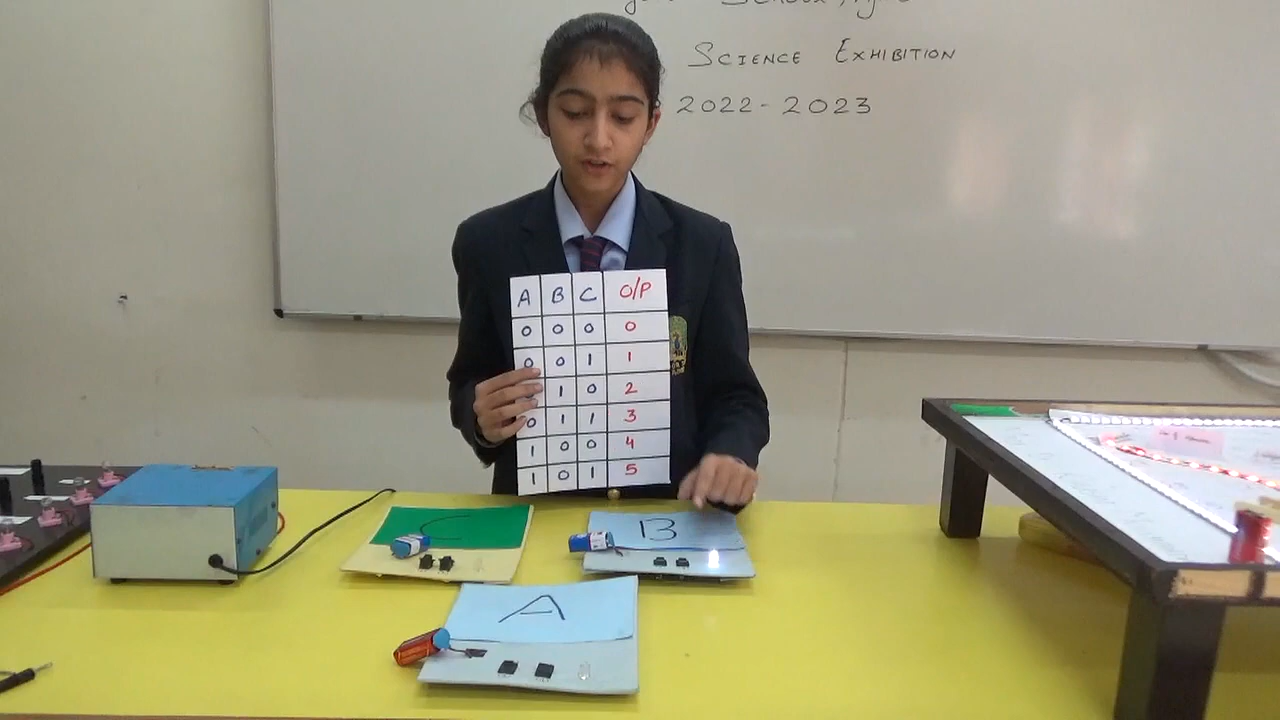 SCIENCE EXHIBITION
2022-2023
A B C O/P
0 0 0 0
0 0 1 1
1 0 2
0 1 1 3
1 0 0 4
1 0 1 5
C
B
A